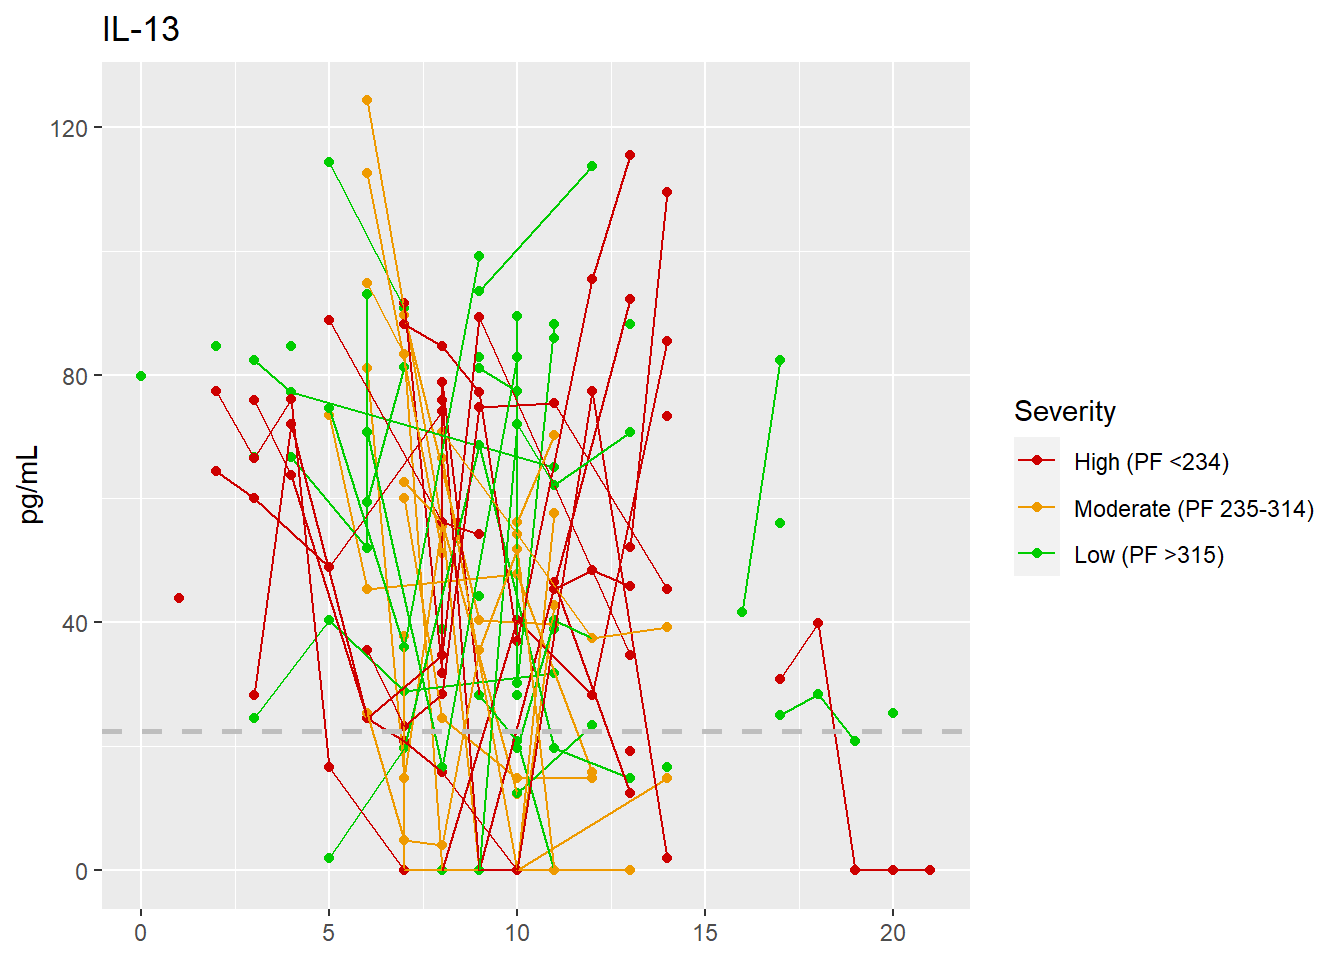 IL-13
120
80
40
0
pg/mL
0
5
10
15
20
Severity
High (PF <234)
Moderate (PF 235-314)
Low (PF >315)